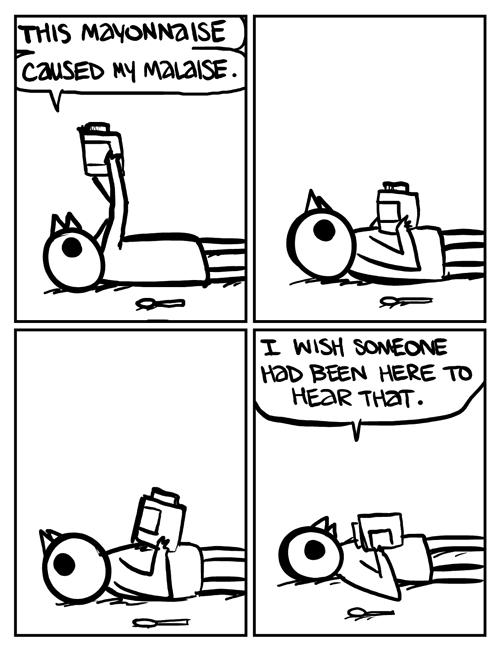 THIS MAYONNAISE
CAUSED MY MALAISE.
I WISH SOMEONE
HAD BEEN HERE TO
HEAR THAT.